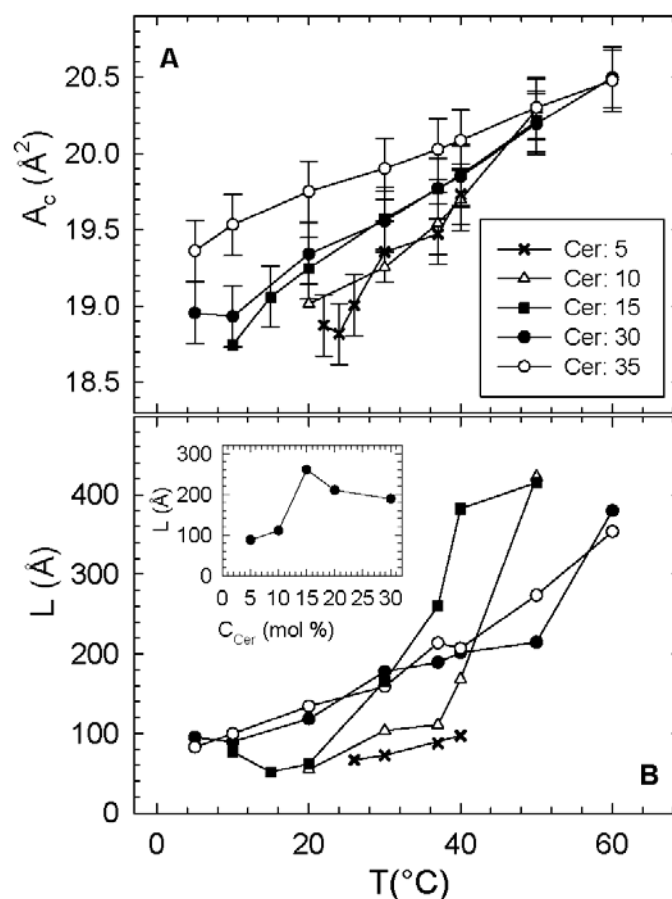 A
20.5
20.0
19.5
19.0
18.5
A_c (Å²)
Cer: 5
Cer: 10
Cer: 15
Cer: 30
Cer: 35
400
300
200
100
0
L (Å)
300
200
100
0
L (Å)
0 5 10 15 20 25 30
C_Cer (mol %)
B
0 20 40 60
T(°C)